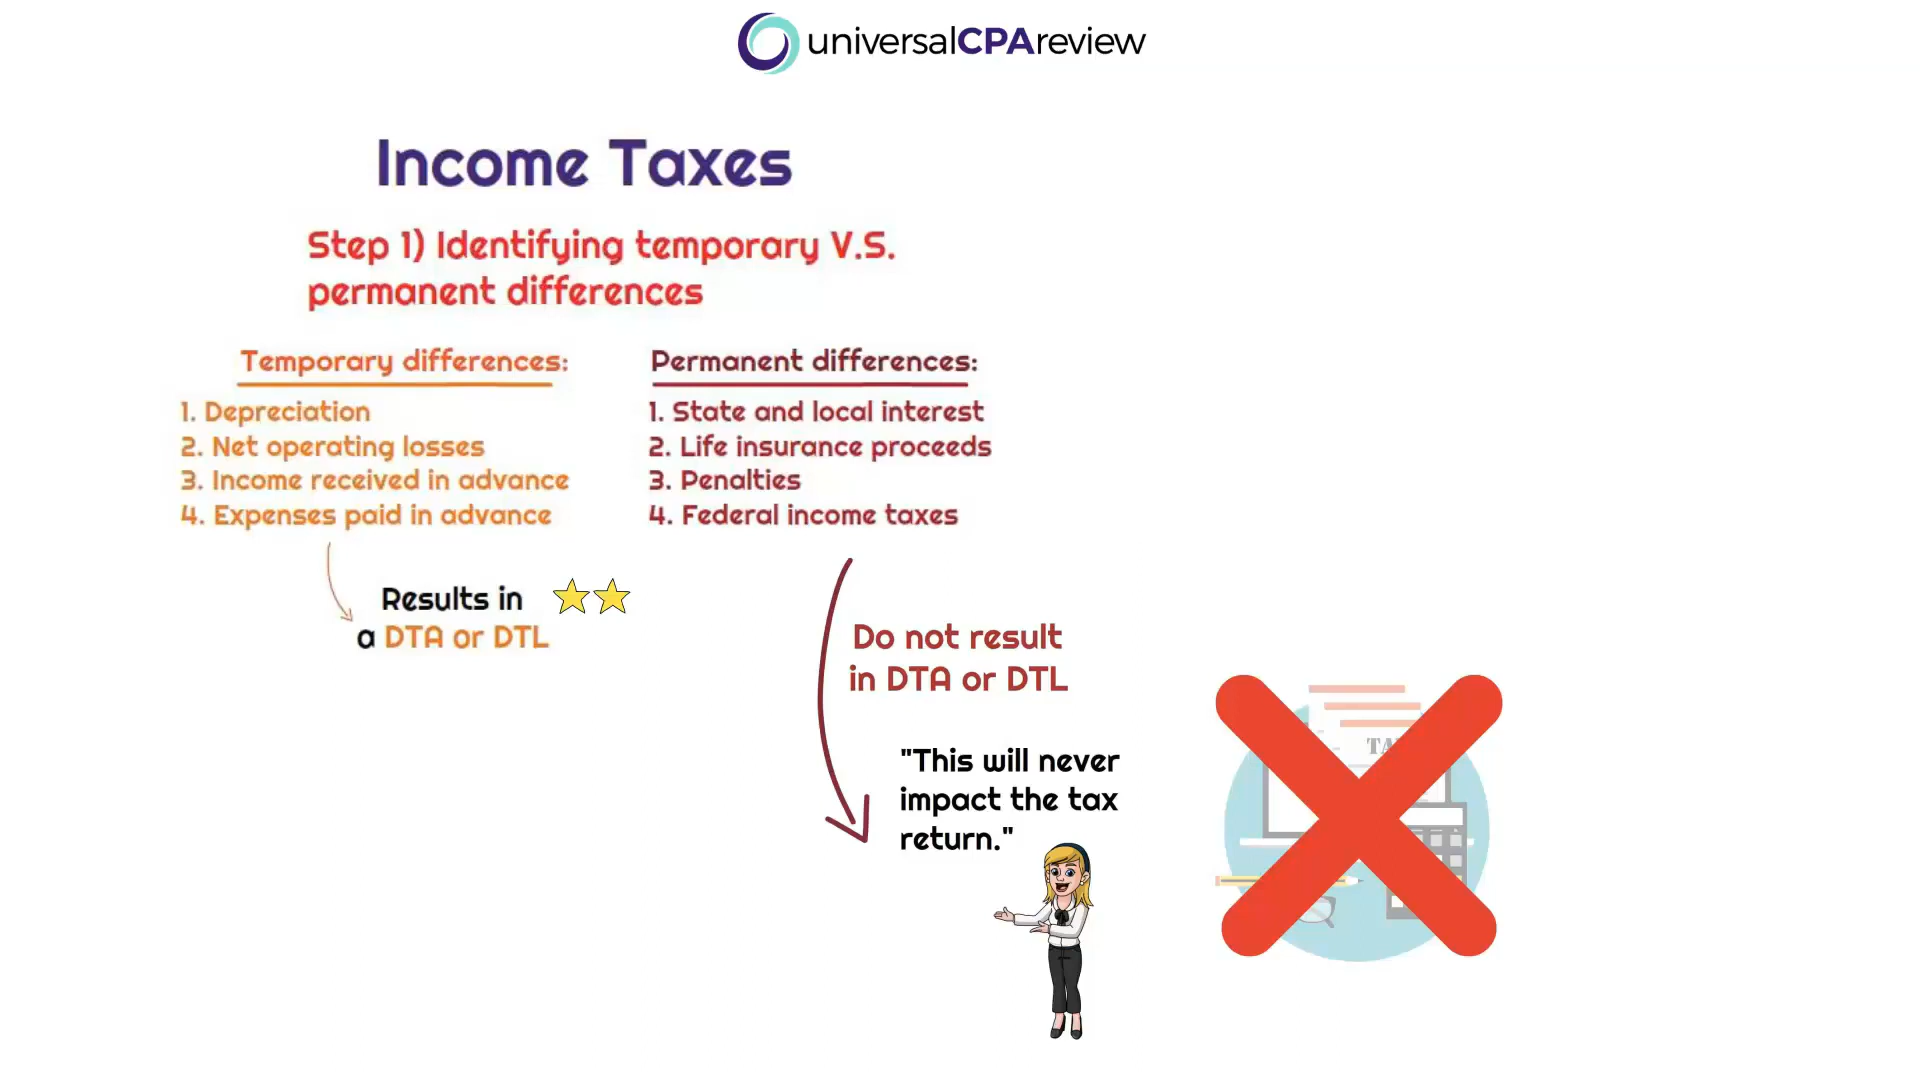 universalCPAreview
Income Taxes
Step 1) Identifying temporary V.S.
permanent differences
Temporary differences:
1. Depreciation
2. Net operating losses
3. Income received in advance
4. Expenses paid in advance
Results in
a DTA or DTL
Permanent differences:
1. State and local interest
2. Life insurance proceeds
3. Penalties
4. Federal income taxes
Do not result
in DTA or DTL
"This will never
impact the tax
return."